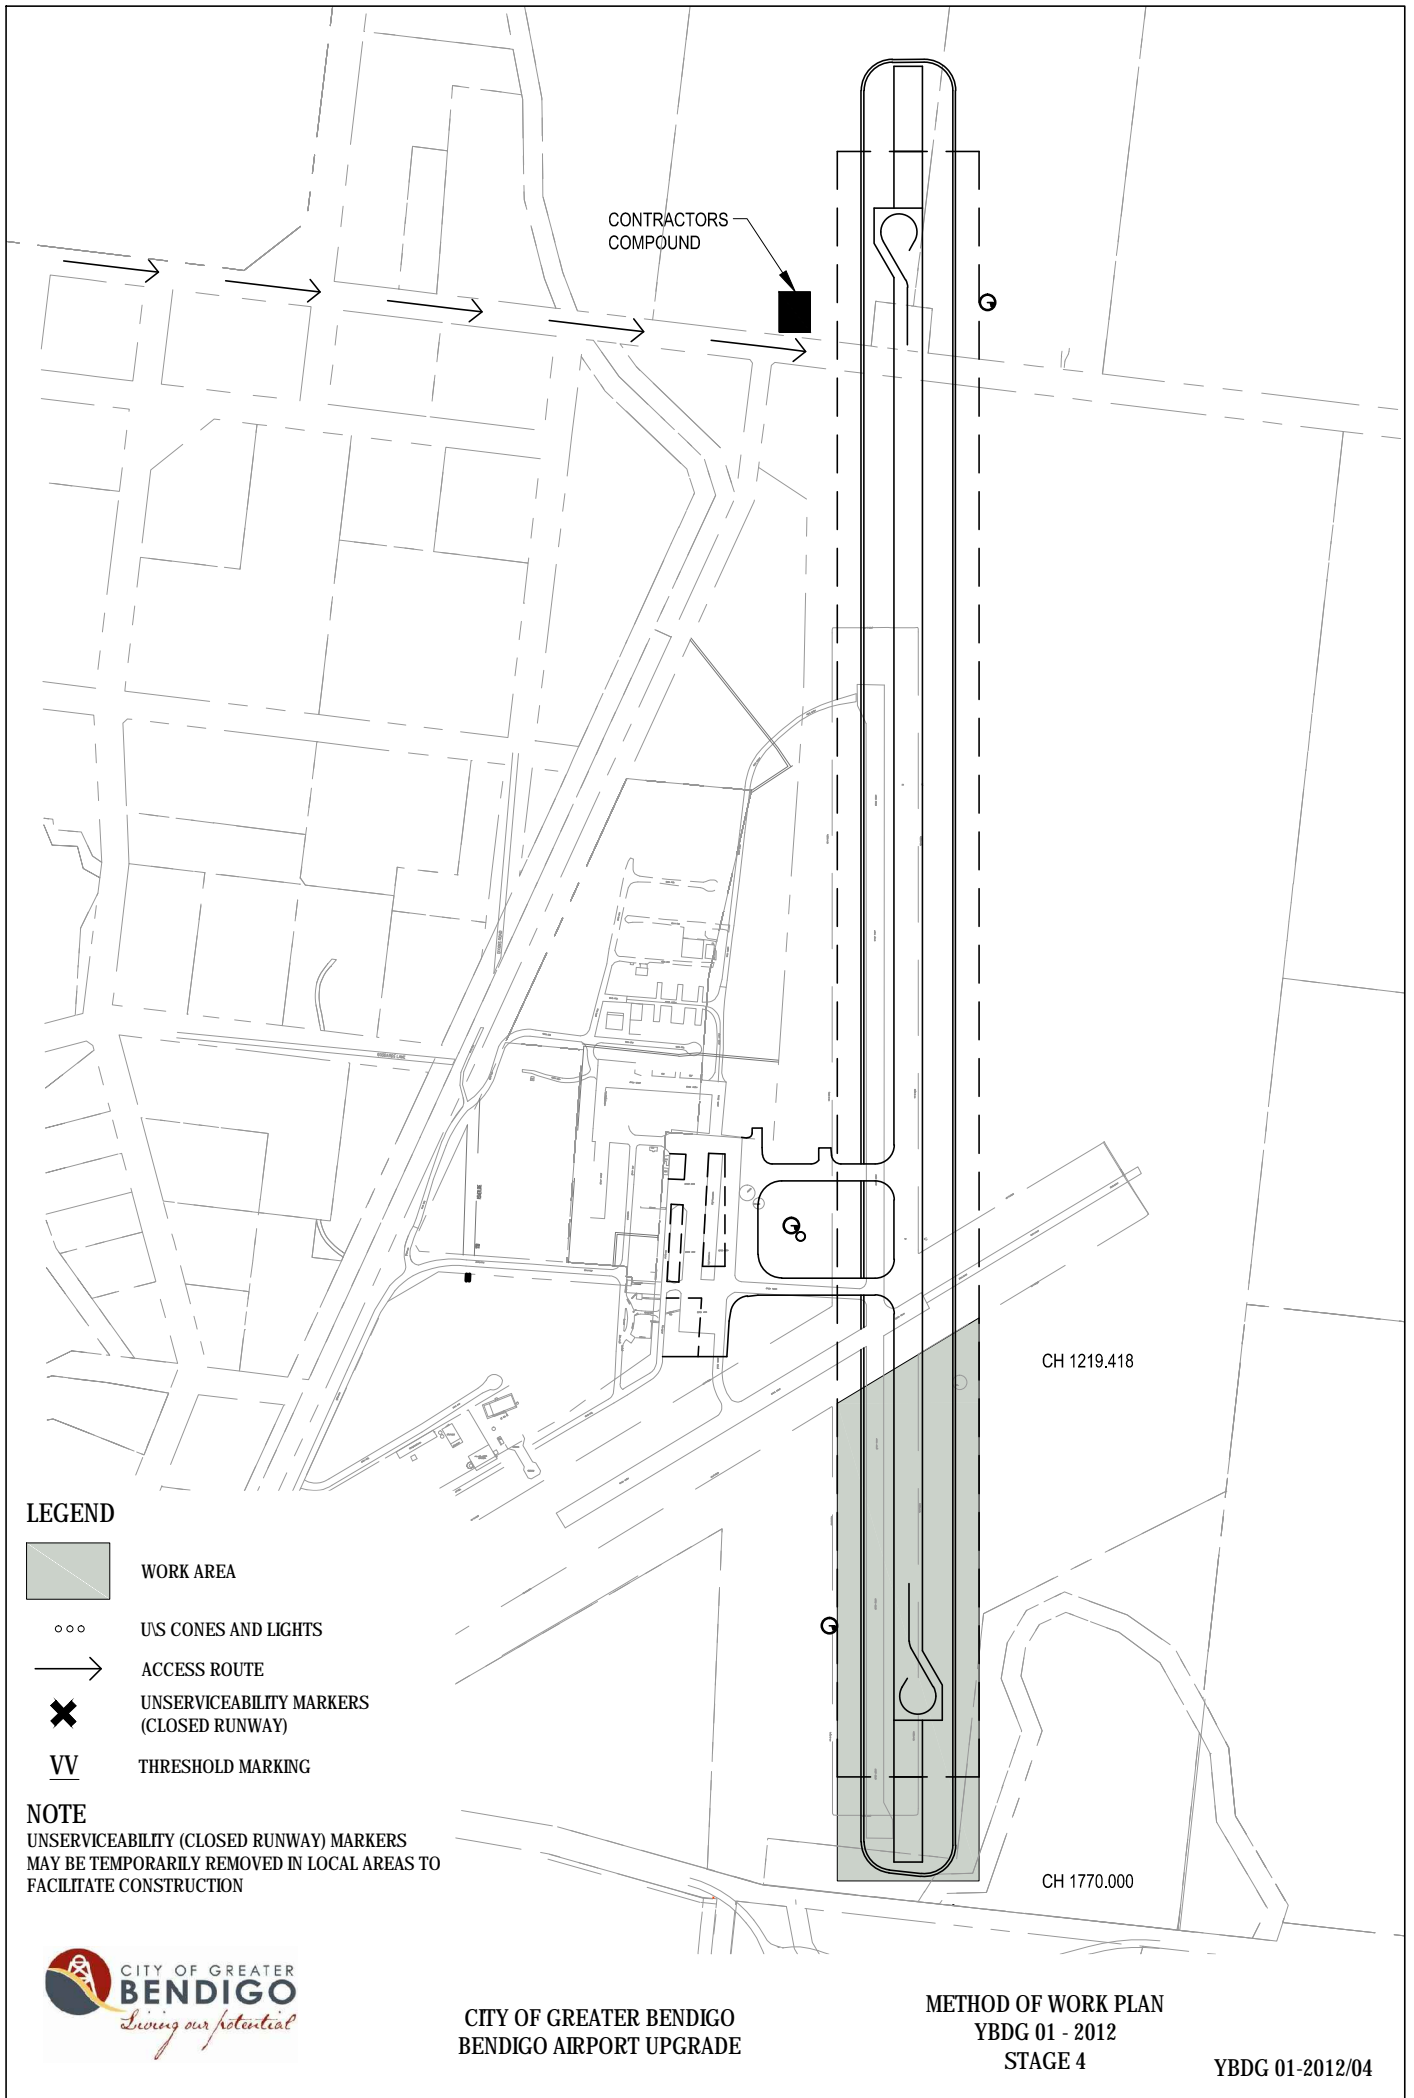 CONTRACTORS
COMPOUND
CH 1219.418
CH 1770.000
LEGEND
WORK AREA
U\S CONES AND LIGHTS
ACCESS ROUTE
UNSERVICEABILITY MARKERS
(CLOSED RUNWAY)
VV THRESHOLD MARKING
NOTE
UNSERVICEABILITY (CLOSED RUNWAY) MARKERS
MAY BE TEMPORARILY REMOVED IN LOCAL AREAS TO
FACILITATE CONSTRUCTION
CITY OF GREATER
BENDIGO
Living our potential
CITY OF GREATER BENDIGO
BENDIGO AIRPORT UPGRADE
METHOD OF WORK PLAN
YBDG 01 - 2012
STAGE 4
YBDG 01-2012/04